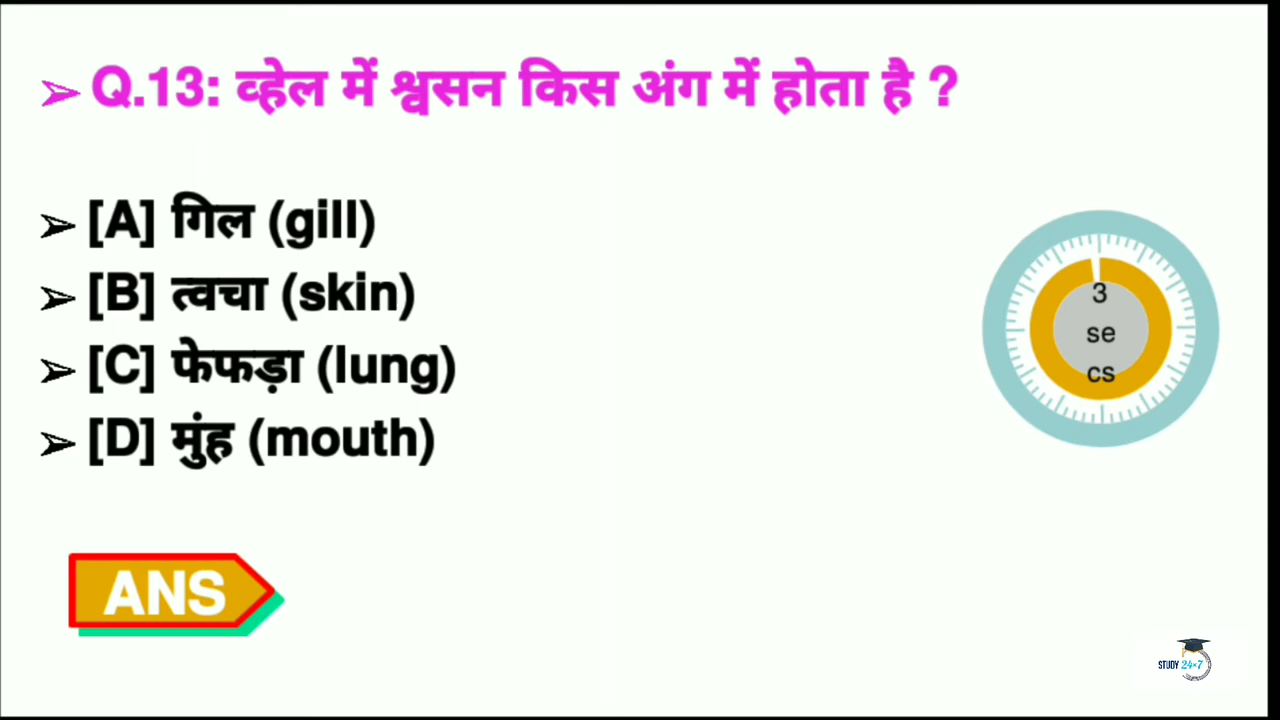 ➢ Q.13: व्हेल में श्वसन किस अंग में होता है ?
➢ [A] गिल (gill)
➢ [B] त्वचा (skin)
➢ [C] फेफड़ा (lung)
➢ [D] मुंह (mouth)
3
se
cs
ANS
STUDY 24×7